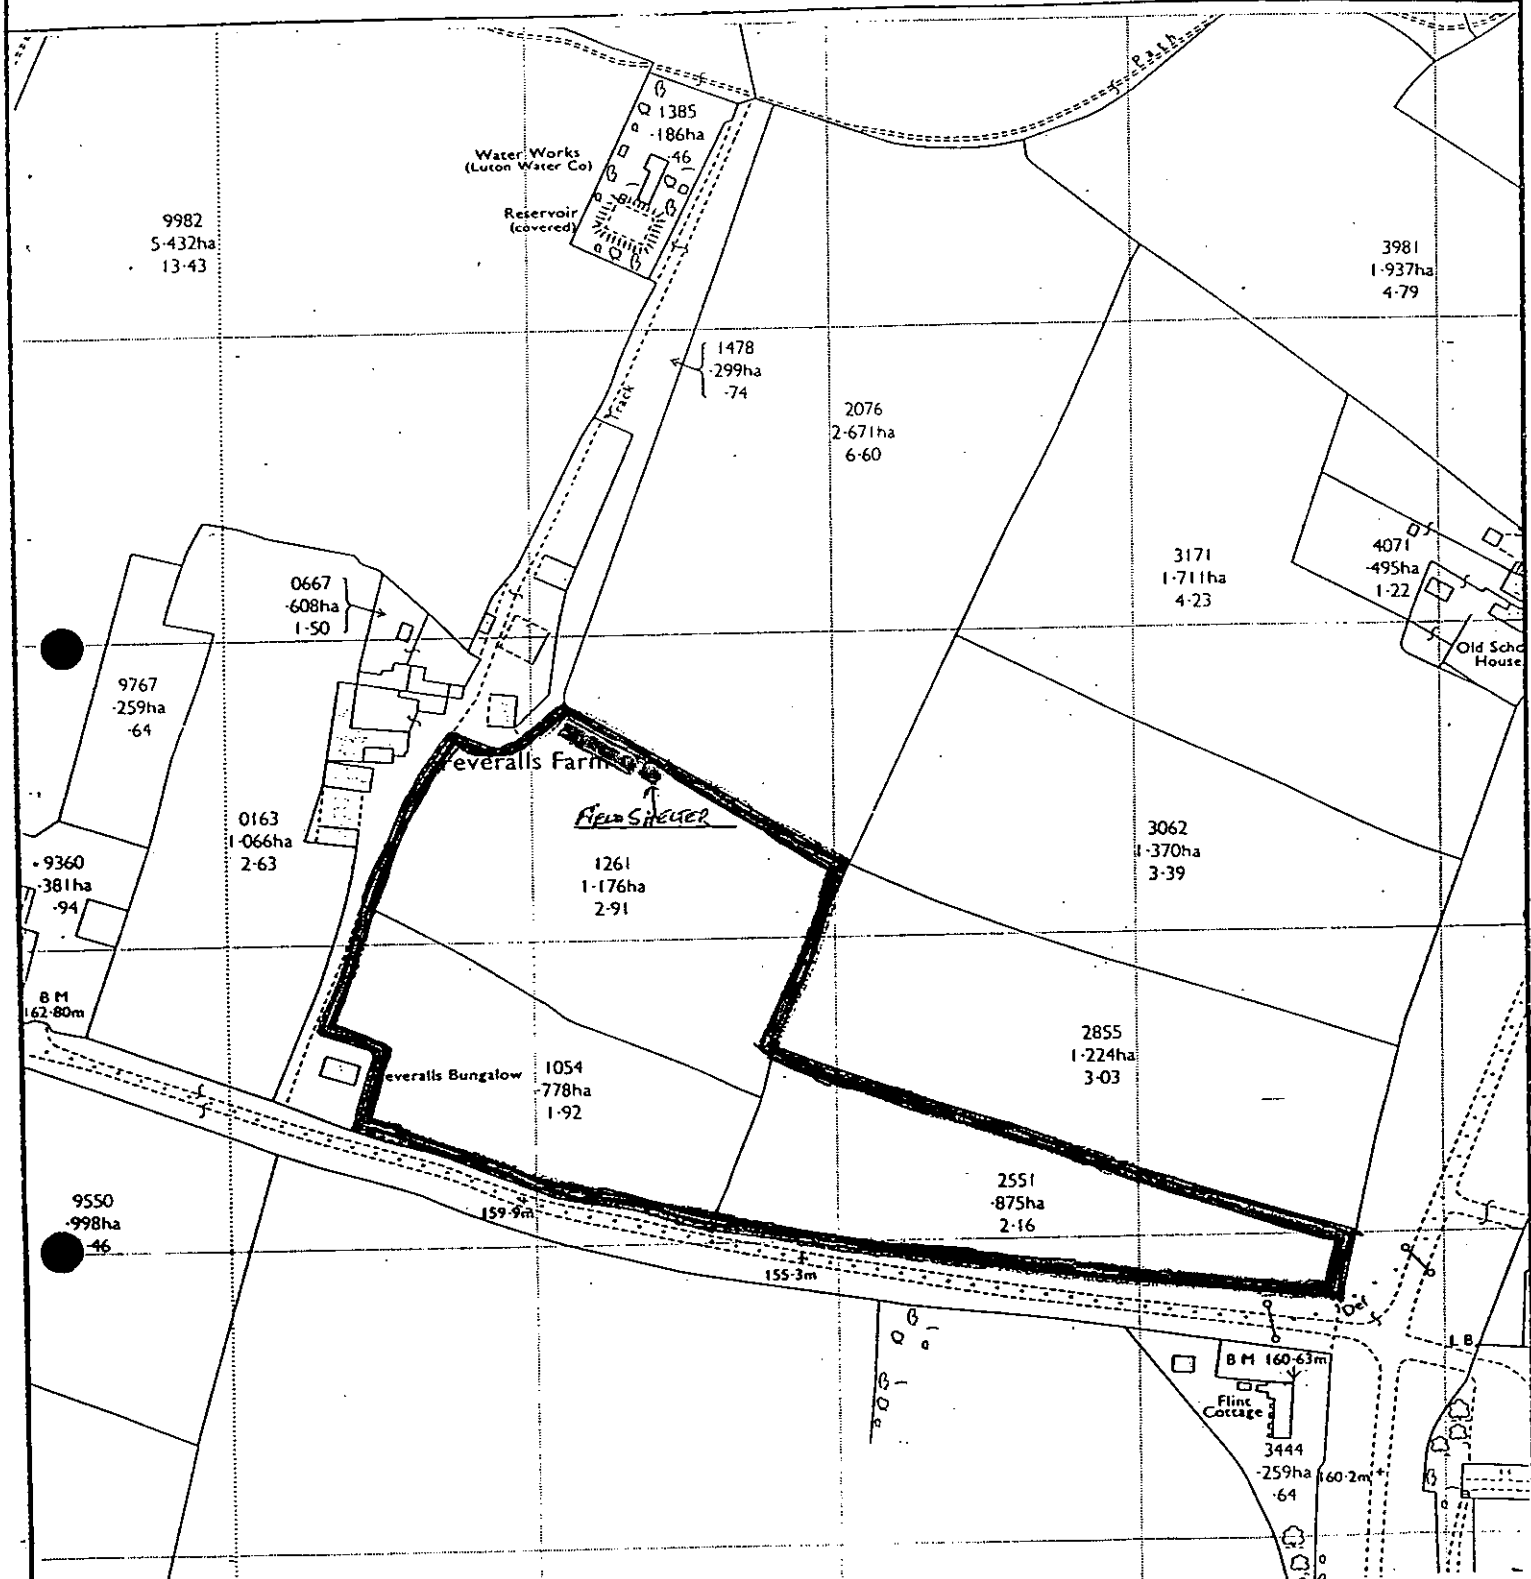 Path
1385
·186ha
·46
Water Works
(Luton Water Co)
Reservoir
(covered)
9982
5·432ha
13·43
3981
1·937ha
4·79
1478
·299ha
·74
Track
2076
2·671ha
6·60
3171
1·711ha
4·23
4071
·495ha
1·22
Old Scho
House
0667
·608ha
1·50
9767
·259ha
·64
everalls Farm
FIELD SHELTER
0163
1·066ha
2·63
9360
·381ha
·94
1261
1·176ha
2·91
3062
1·370ha
3·39
B M
162·80m
everalls Bungalow
1054
·778ha
1·92
2855
1·224ha
3·03
2551
·875ha
2·16
9550
·998ha
46
159·9m
155·3m
Def
L B
B M 160·63m
Flint
Cottage
3444
·259ha
·64
160·2m